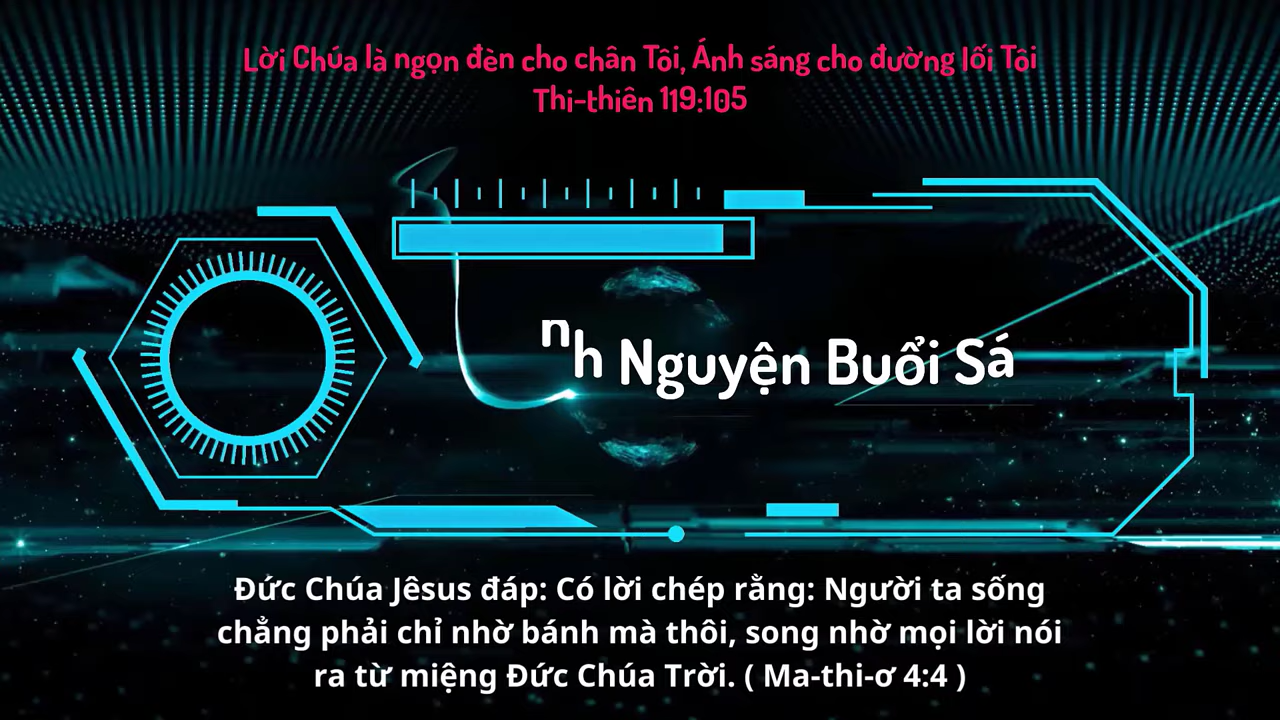 Lời Chúa là ngọn đèn cho chân Tôi, Ánh sáng cho đường lối Tôi
Thi-thiên 119:105
nh Nguyện Buổi Sá
Đức Chúa Jêsus đáp: Có lời chép rằng: Người ta sống
chẳng phải chỉ nhờ bánh mà thôi, song nhờ mọi lời nói
ra từ miệng Đức Chúa Trời. ( Ma-thi-ơ 4:4 )